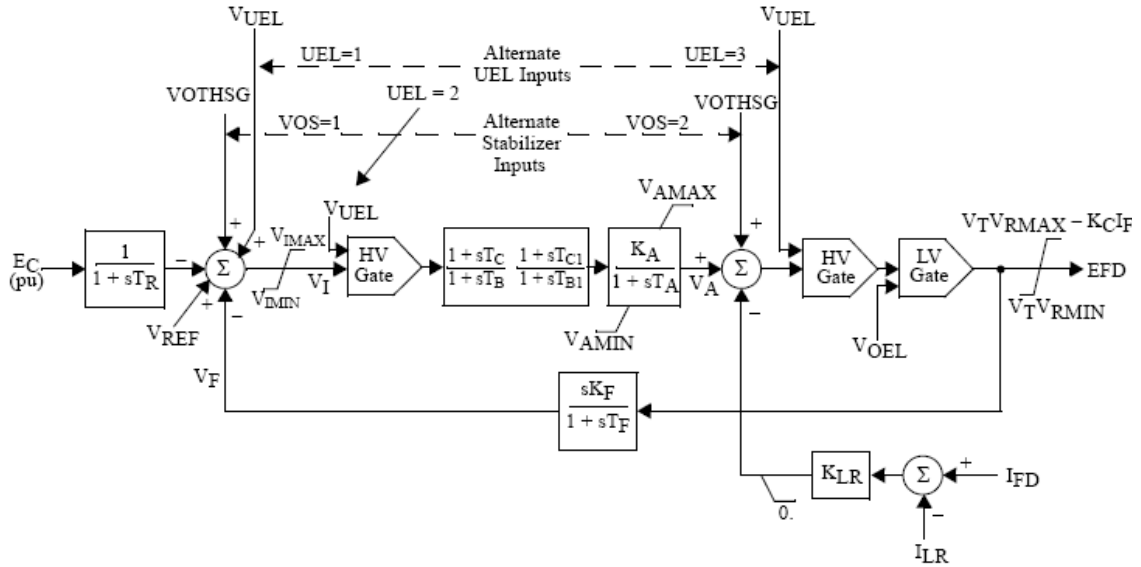 VUEL
VUEL
UEL=1
Alternate
UEL Inputs
UEL=3
VOTHSG
UEL = 2
VOTHSG
VOS=1
Alternate
Stabilizer
Inputs
VOS=2
VUEL
VAMAX
VTVRMAX – KCIF
EC
(pu)
1
1 + sTR
–
+
+
Σ
+
–
VREF
VIMAX
VIMIN
VI
HV
Gate
1 + sTC
1 + sTB
1 + sTC1
1 + sTB1
KA
1 + sTA
VAMIN
+
VA
+
Σ
–
HV
Gate
LV
Gate
VOEL
EFD
VTVRMIN
VF
sKF
1 + sTF
0.
KLR
Σ
+
–
IFD
ILR